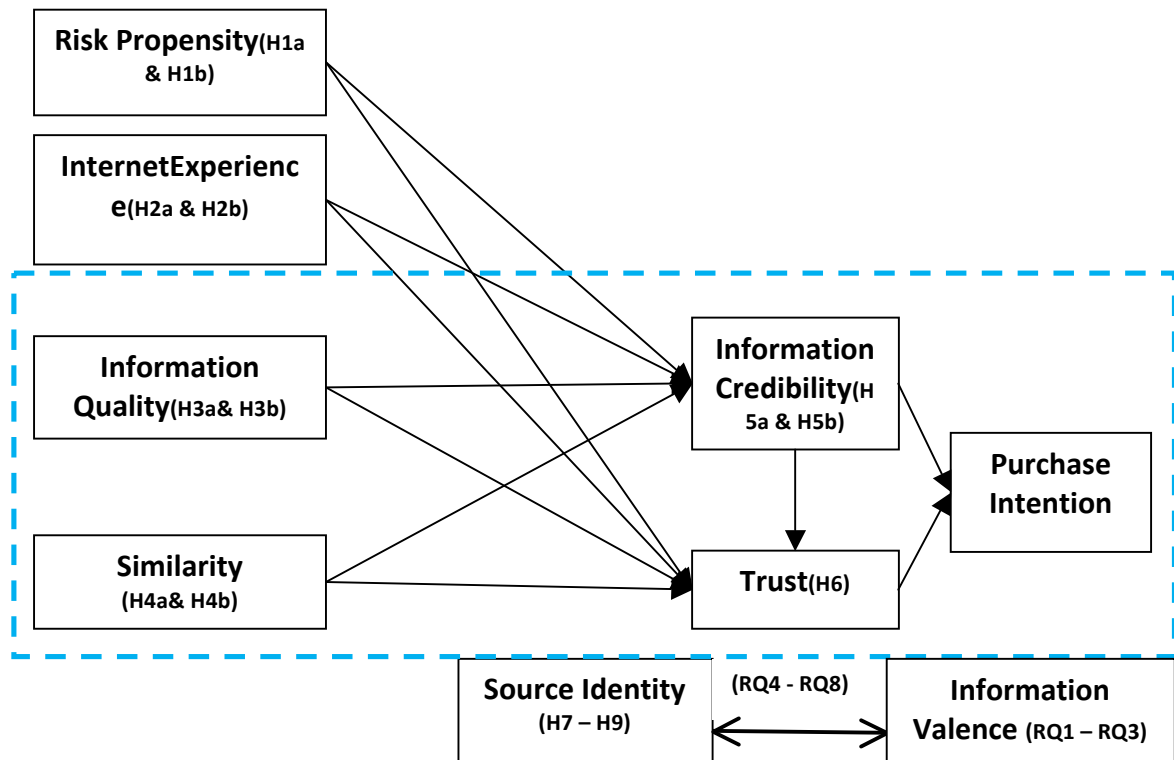 Risk Propensity(H1a
& H1b)
InternetExperienc
e(H2a & H2b)
Information
Quality(H3a& H3b)
Similarity
(H4a& H4b)
Information
Credibility(H
5a & H5b)
Trust(H6)
Purchase
Intention
Source Identity
(H7 – H9)
(RQ4 - RQ8)
Information
Valence (RQ1 – RQ3)